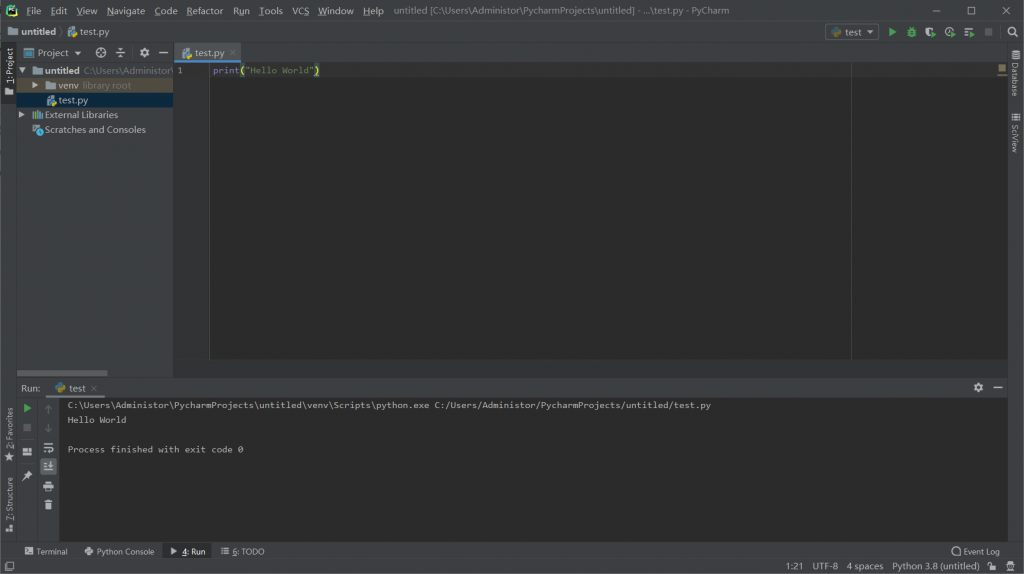 File Edit View Navigate Code Refactor Run Tools VCS Window Help untitled [C:\Users\Administor\PycharmProjects\untitled] - ...\test.py - PyCharm
untitled test.py test
Project test.py
untitled C:\Users\Administor\
1 print("Hello World")
venv library root
test.py
External Libraries
Scratches and Consoles
1: Project
Database
SciView
Run: test
C:\Users\Administor\PycharmProjects\untitled\venv\Scripts\python.exe C:/Users/Administor/PycharmProjects/untitled/test.py
Hello World
Process finished with exit code 0
2: Favorites
Z: Structure
Terminal Python Console 4: Run 6: TODO Event Log
1:21 UTF-8 4 spaces Python 3.8 (untitled)